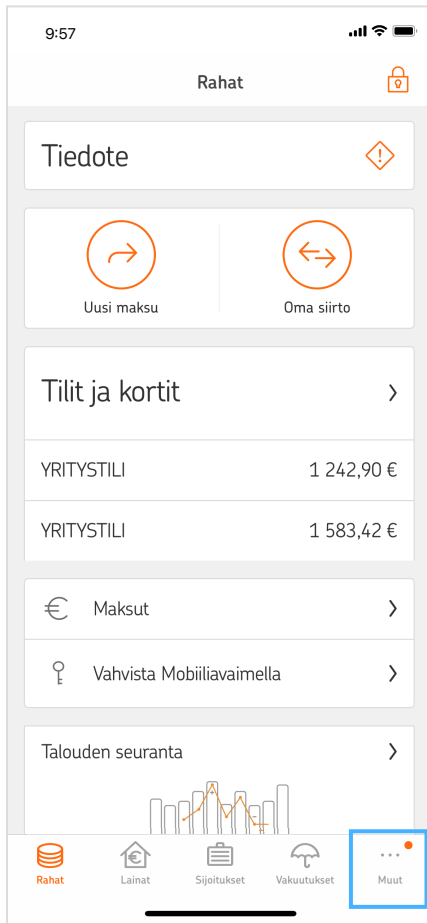 9:57
Rahat
Tiedote
Uusi maksu
Oma siirto
Tilit ja kortit
YRITYSTILI 1 242,90 €
YRITYSTILI 1 583,42 €
Maksut
Vahvista Mobiiliavaimella
Talouden seuranta
Rahat
Lainat
Sijoitukset
Vakuutukset
Muut